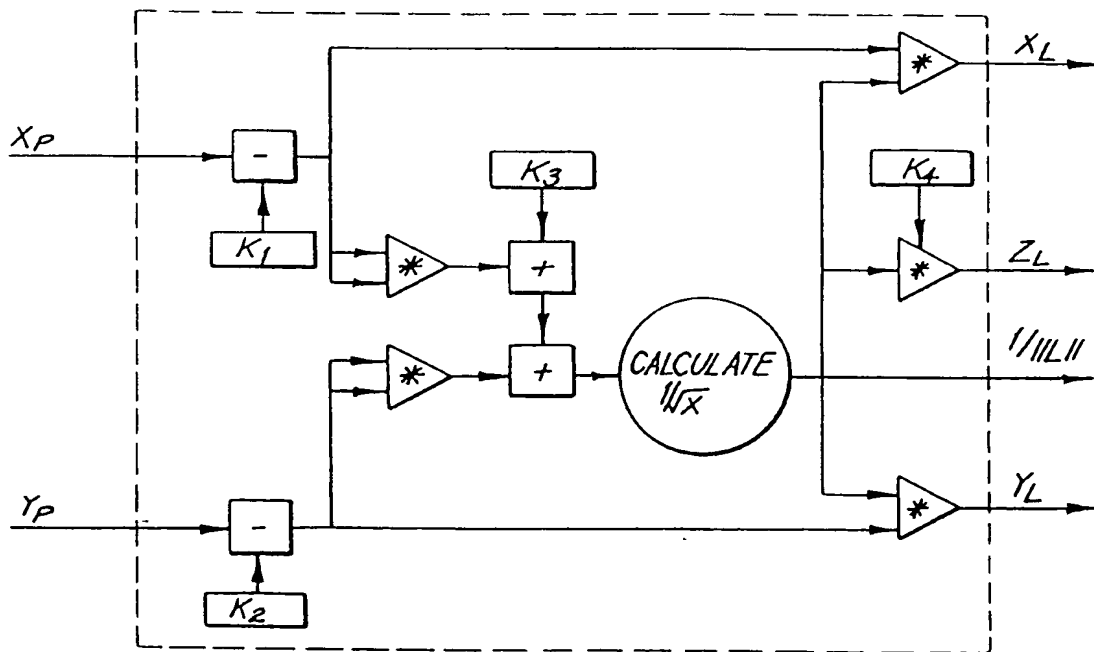 *
X_L
X_P
-
K_3
K_4
K_1
*
+
*
Z_L
*
+
CALCULATE
1/√X
1/||L||
Y_P
-
*
Y_L
K_2